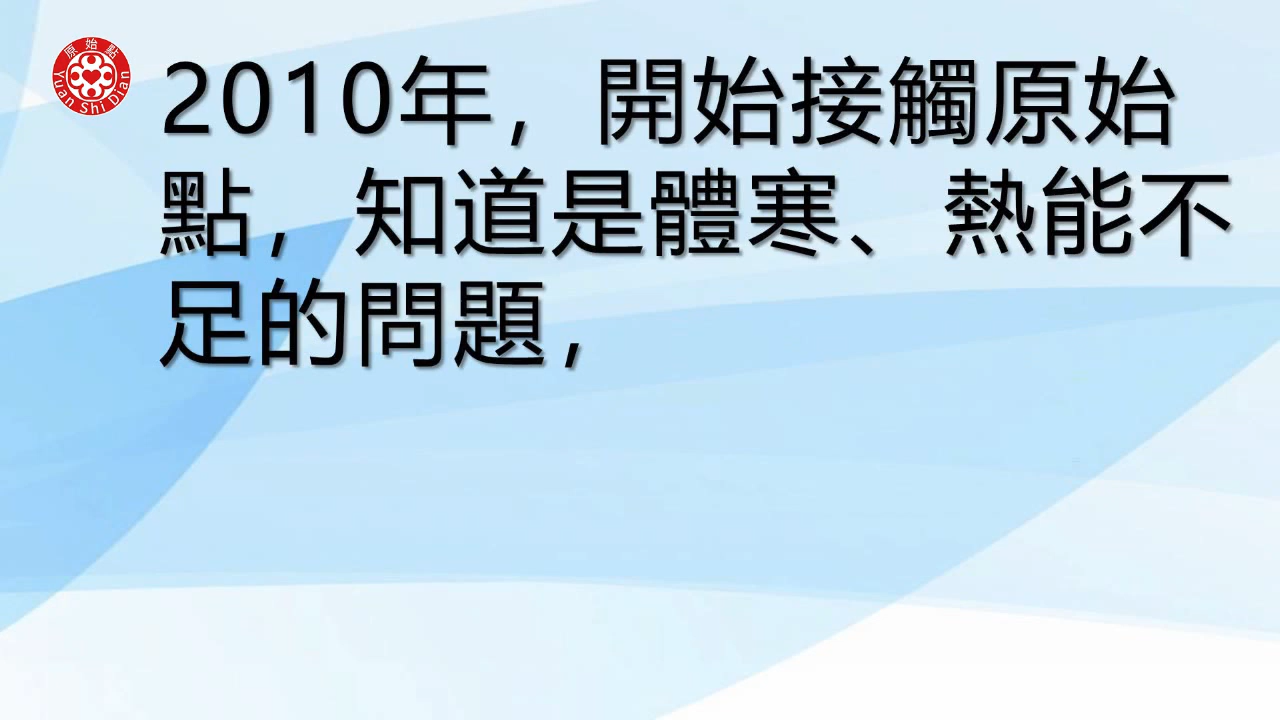 原始點
Yuan Shi Dian
2010年，開始接觸原始
點，知道是體寒、熱能不
足的問題，